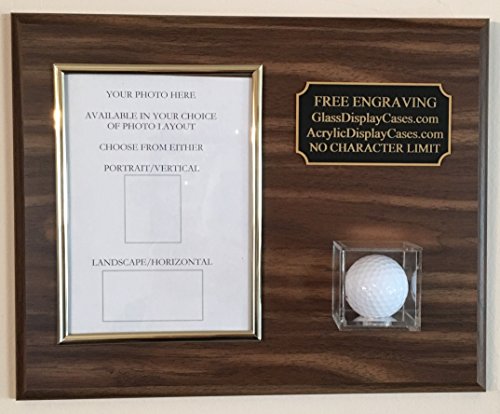 YOUR PHOTO HERE
AVAILABLE IN YOUR CHOICE
OF PHOTO LAYOUT
CHOOSE FROM EITHER
PORTRAIT/VERTICAL
LANDSCAPE/HORIZONTAL
FREE ENGRAVING
GlassDisplayCases.com
AcrylicDisplayCases.com
NO CHARACTER LIMIT